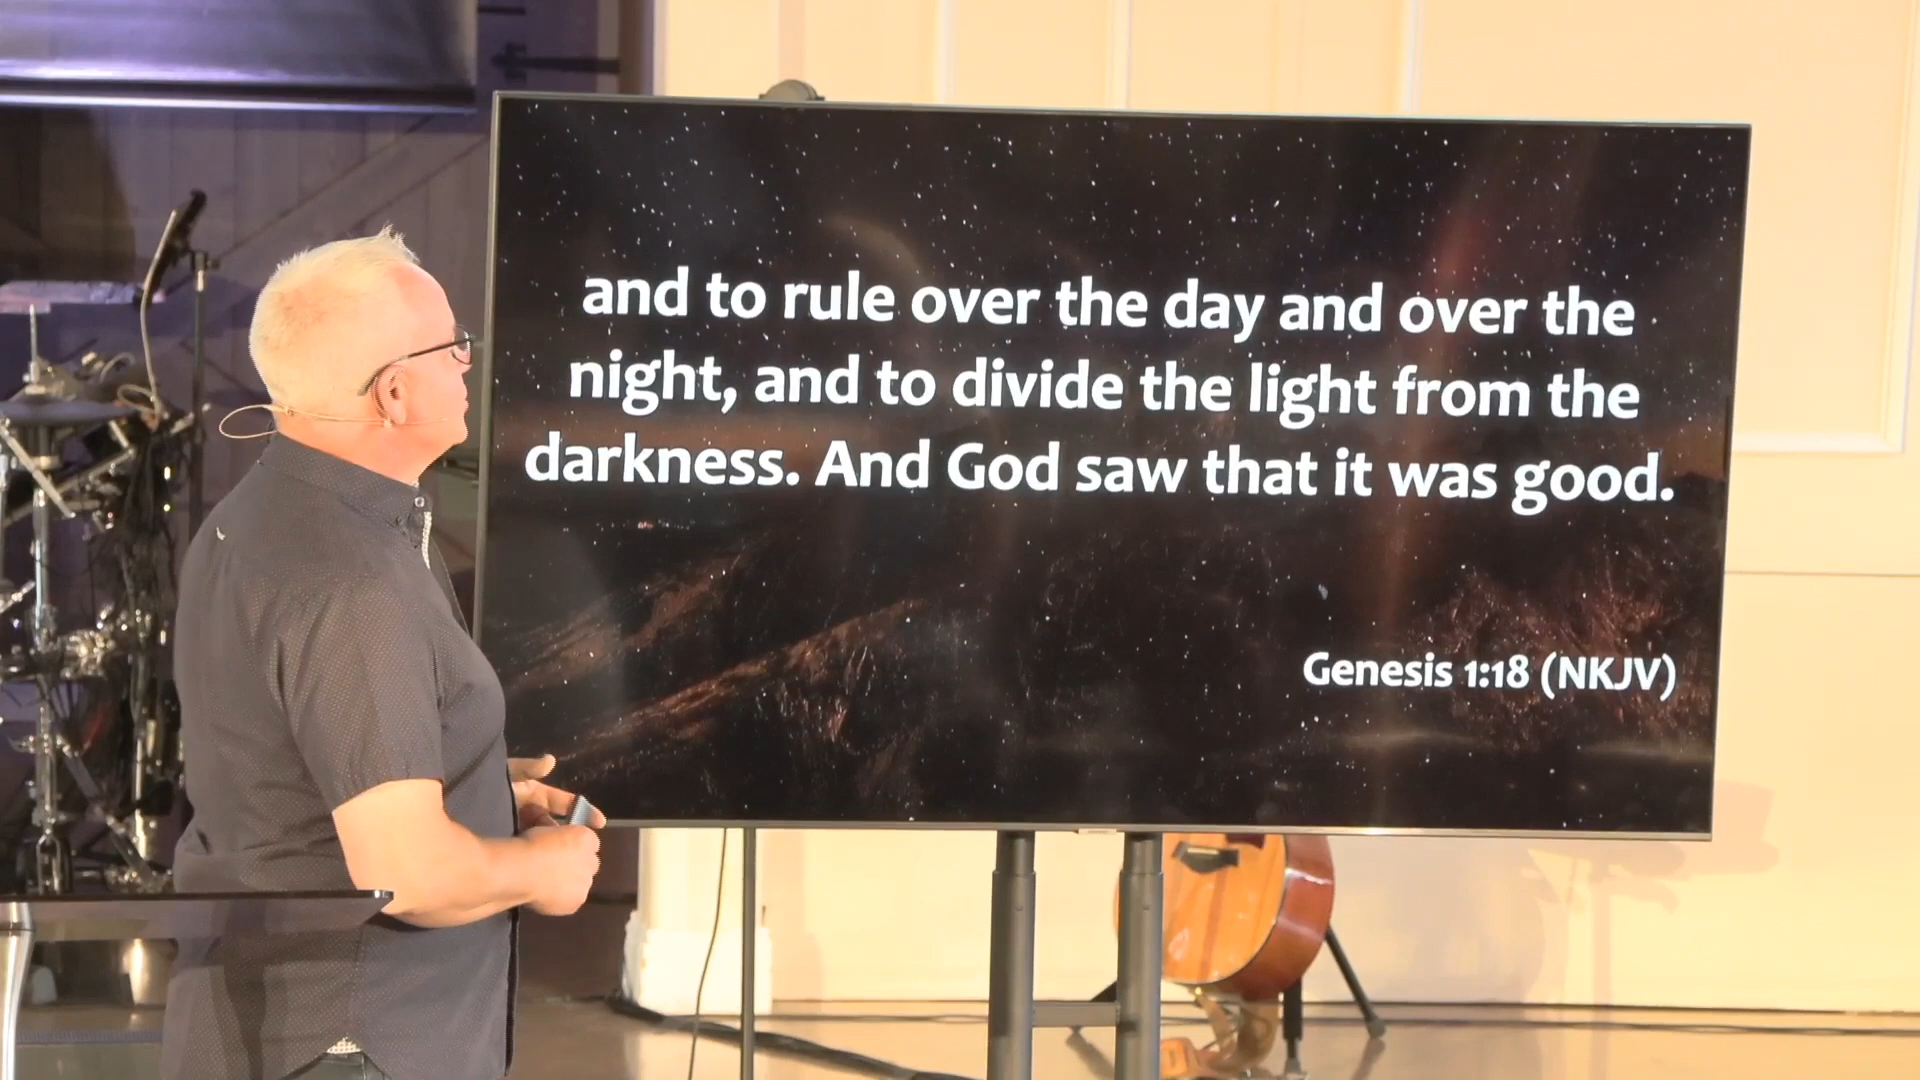 and to rule over the day and over the
night, and to divide the light from the
darkness. And God saw that it was good.
Genesis 1:18 (NKJV)